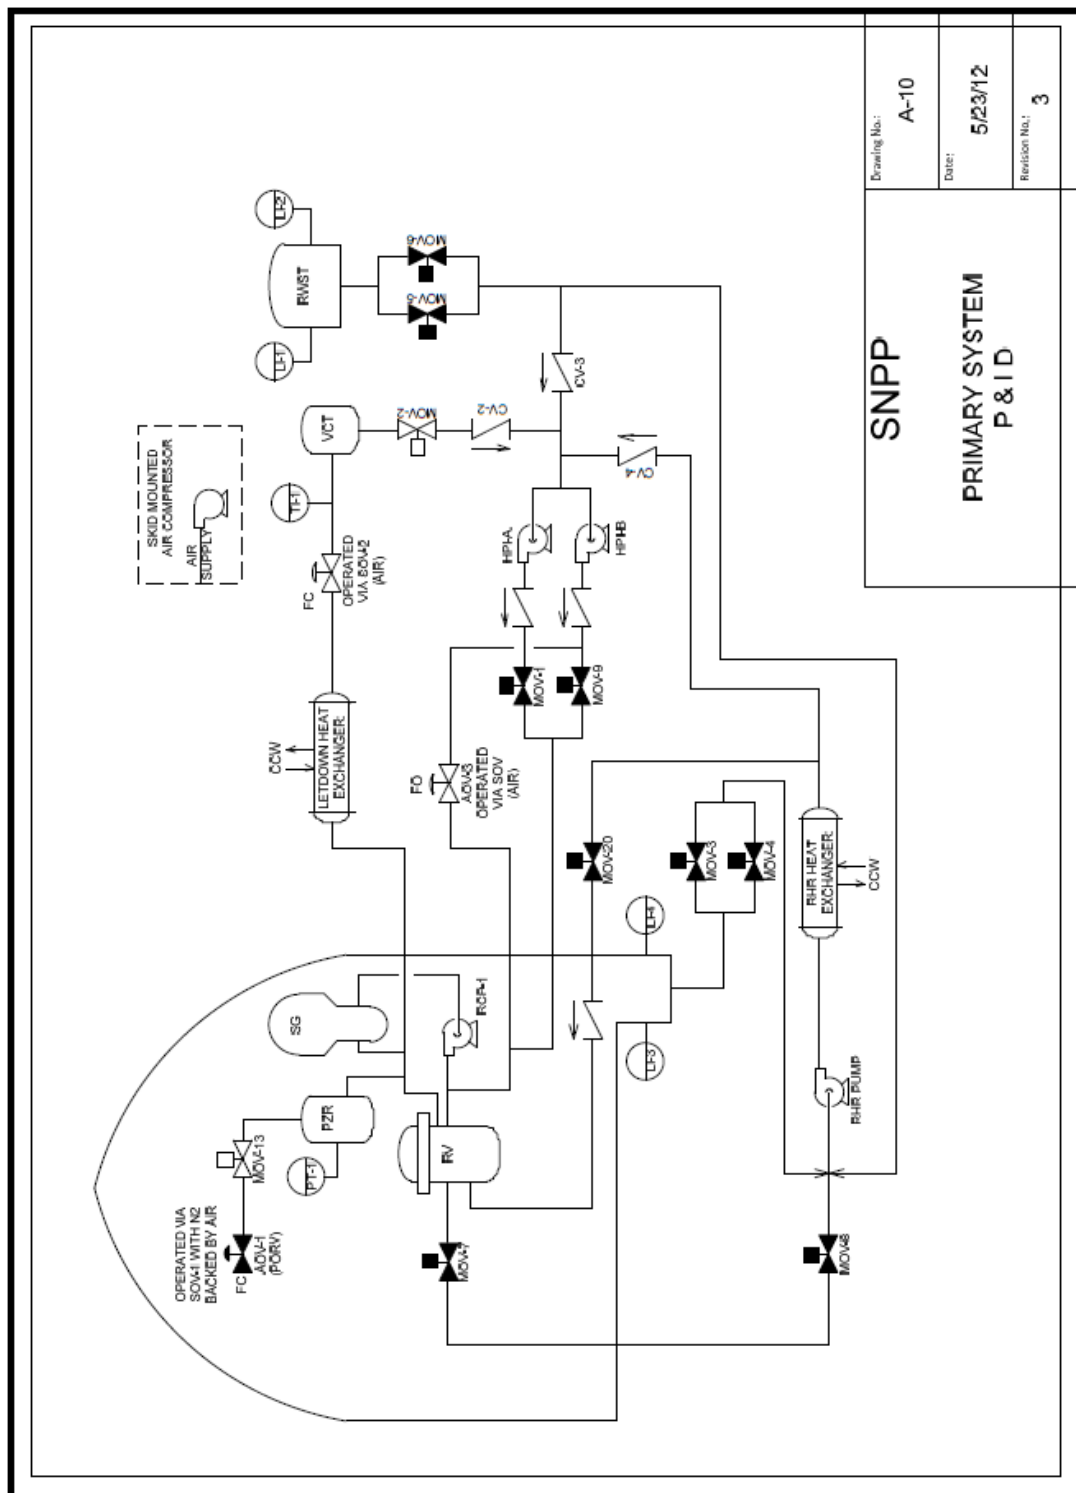 SKID MOUNTED
AIR COMPRESSOR
AIR
SUPPLY
LI-1
LI-2
RWST
MOV-5
MOV-6
VCT
TI-1
MOV-2
CV-2
CV-3
CV-4
FC
OPERATED
VIA SOV-2
(AIR)
CCW
LETDOWN HEAT
EXCHANGER
HPI-A
HPI-B
MOV-1
MOV-9
FO
AOV-3
OPERATED
VIA SOV
(AIR)
MOV-20
MOV-3
MOV-4
RHR HEAT
EXCHANGER
CCW
SG
RCP-1
PZR
PT-1
MOV-13
OPERATED VIA
SOV-1 WITH N2
BACKED BY AIR
FC
AOV-1
(PORV)
RV
MOV-7
LI-3
LI-4
RHR PUMP
MOV-8
SNPP
PRIMARY SYSTEM
P & I D
Drawing No.:
A-10
Date:
5/23/12
Revision No.:
3